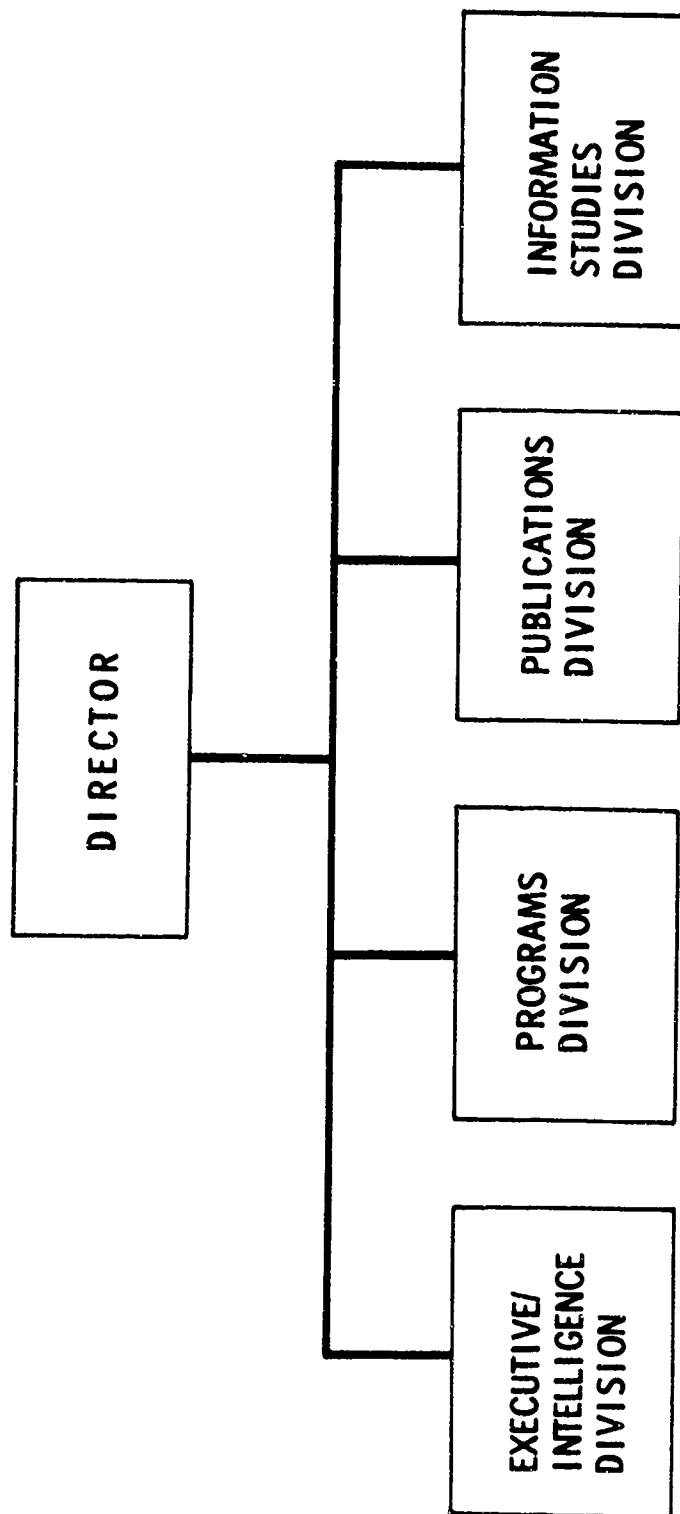 DIRECTOR
EXECUTIVE/
INTELLIGENCE
DIVISION
PROGRAMS
DIVISION
PUBLICATIONS
DIVISION
INFORMATION
STUDIES
DIVISION